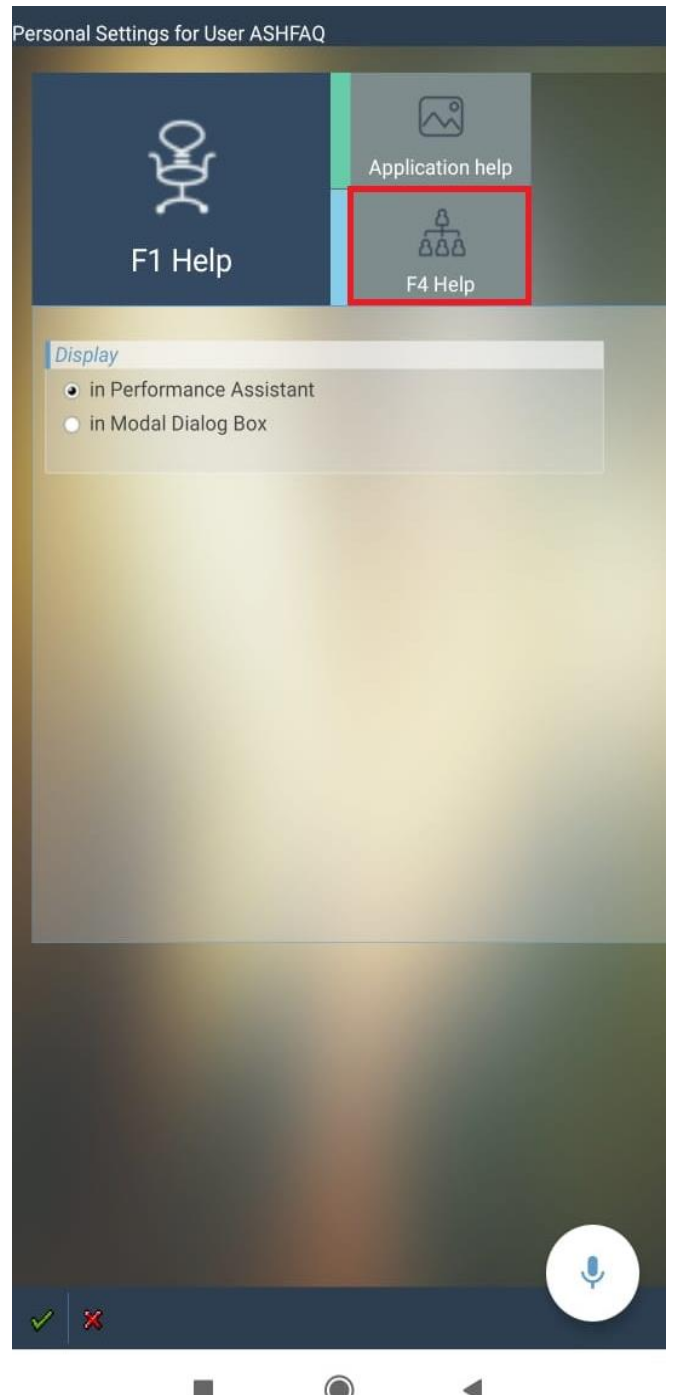 Personal Settings for User ASHFAQ
Application help
F1 Help
F4 Help
Display
in Performance Assistant
in Modal Dialog Box